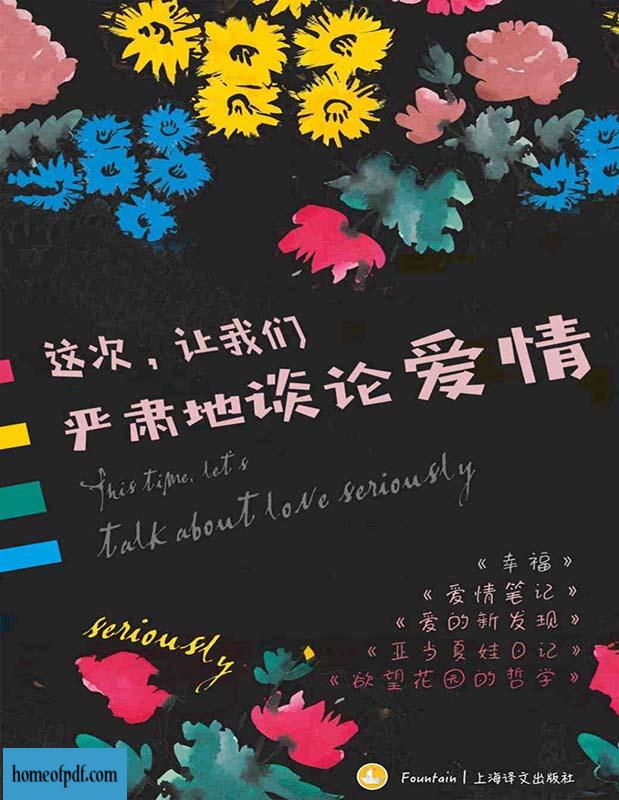 这次，让我们
严肃地谈论爱情
This time, let's
talk about love seriously
《幸福》
《爱情笔记》
《爱的新发现》
《亚当夏娃日记》
《欲望花园的哲学》
seriously
homeofpdf.com
Fountain | 上海译文出版社